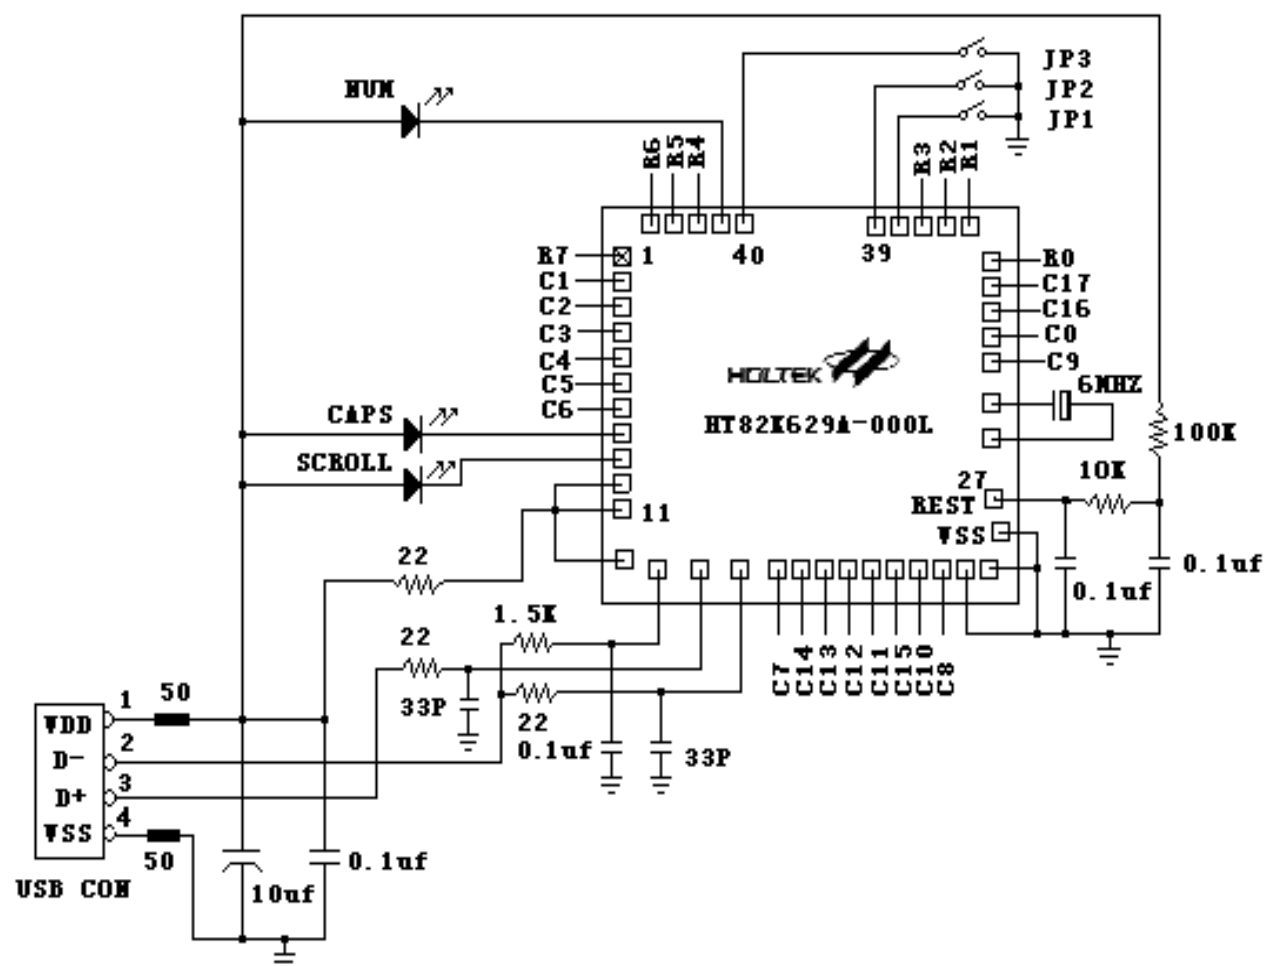 JP3
NUM
JP2
JP1
R6
R5
R4
R3
R2
R1
1
40
39
R7
R0
C1
C17
C2
C16
C3
C0
C4
C9
C5
6MHZ
C6
HOLTEK
HT82K629A-000L
CAPS
100K
SCROLL
10K
27
REST
11
VSS
22
0.1uf
0.1uf
1.5K
22
C7
C14
C13
C12
C11
C15
C10
C8
1
50
33P
22
VDD
2
0.1uf
33P
D-
3
D+
4
VSS
50
0.1uf
USB CON
10uf